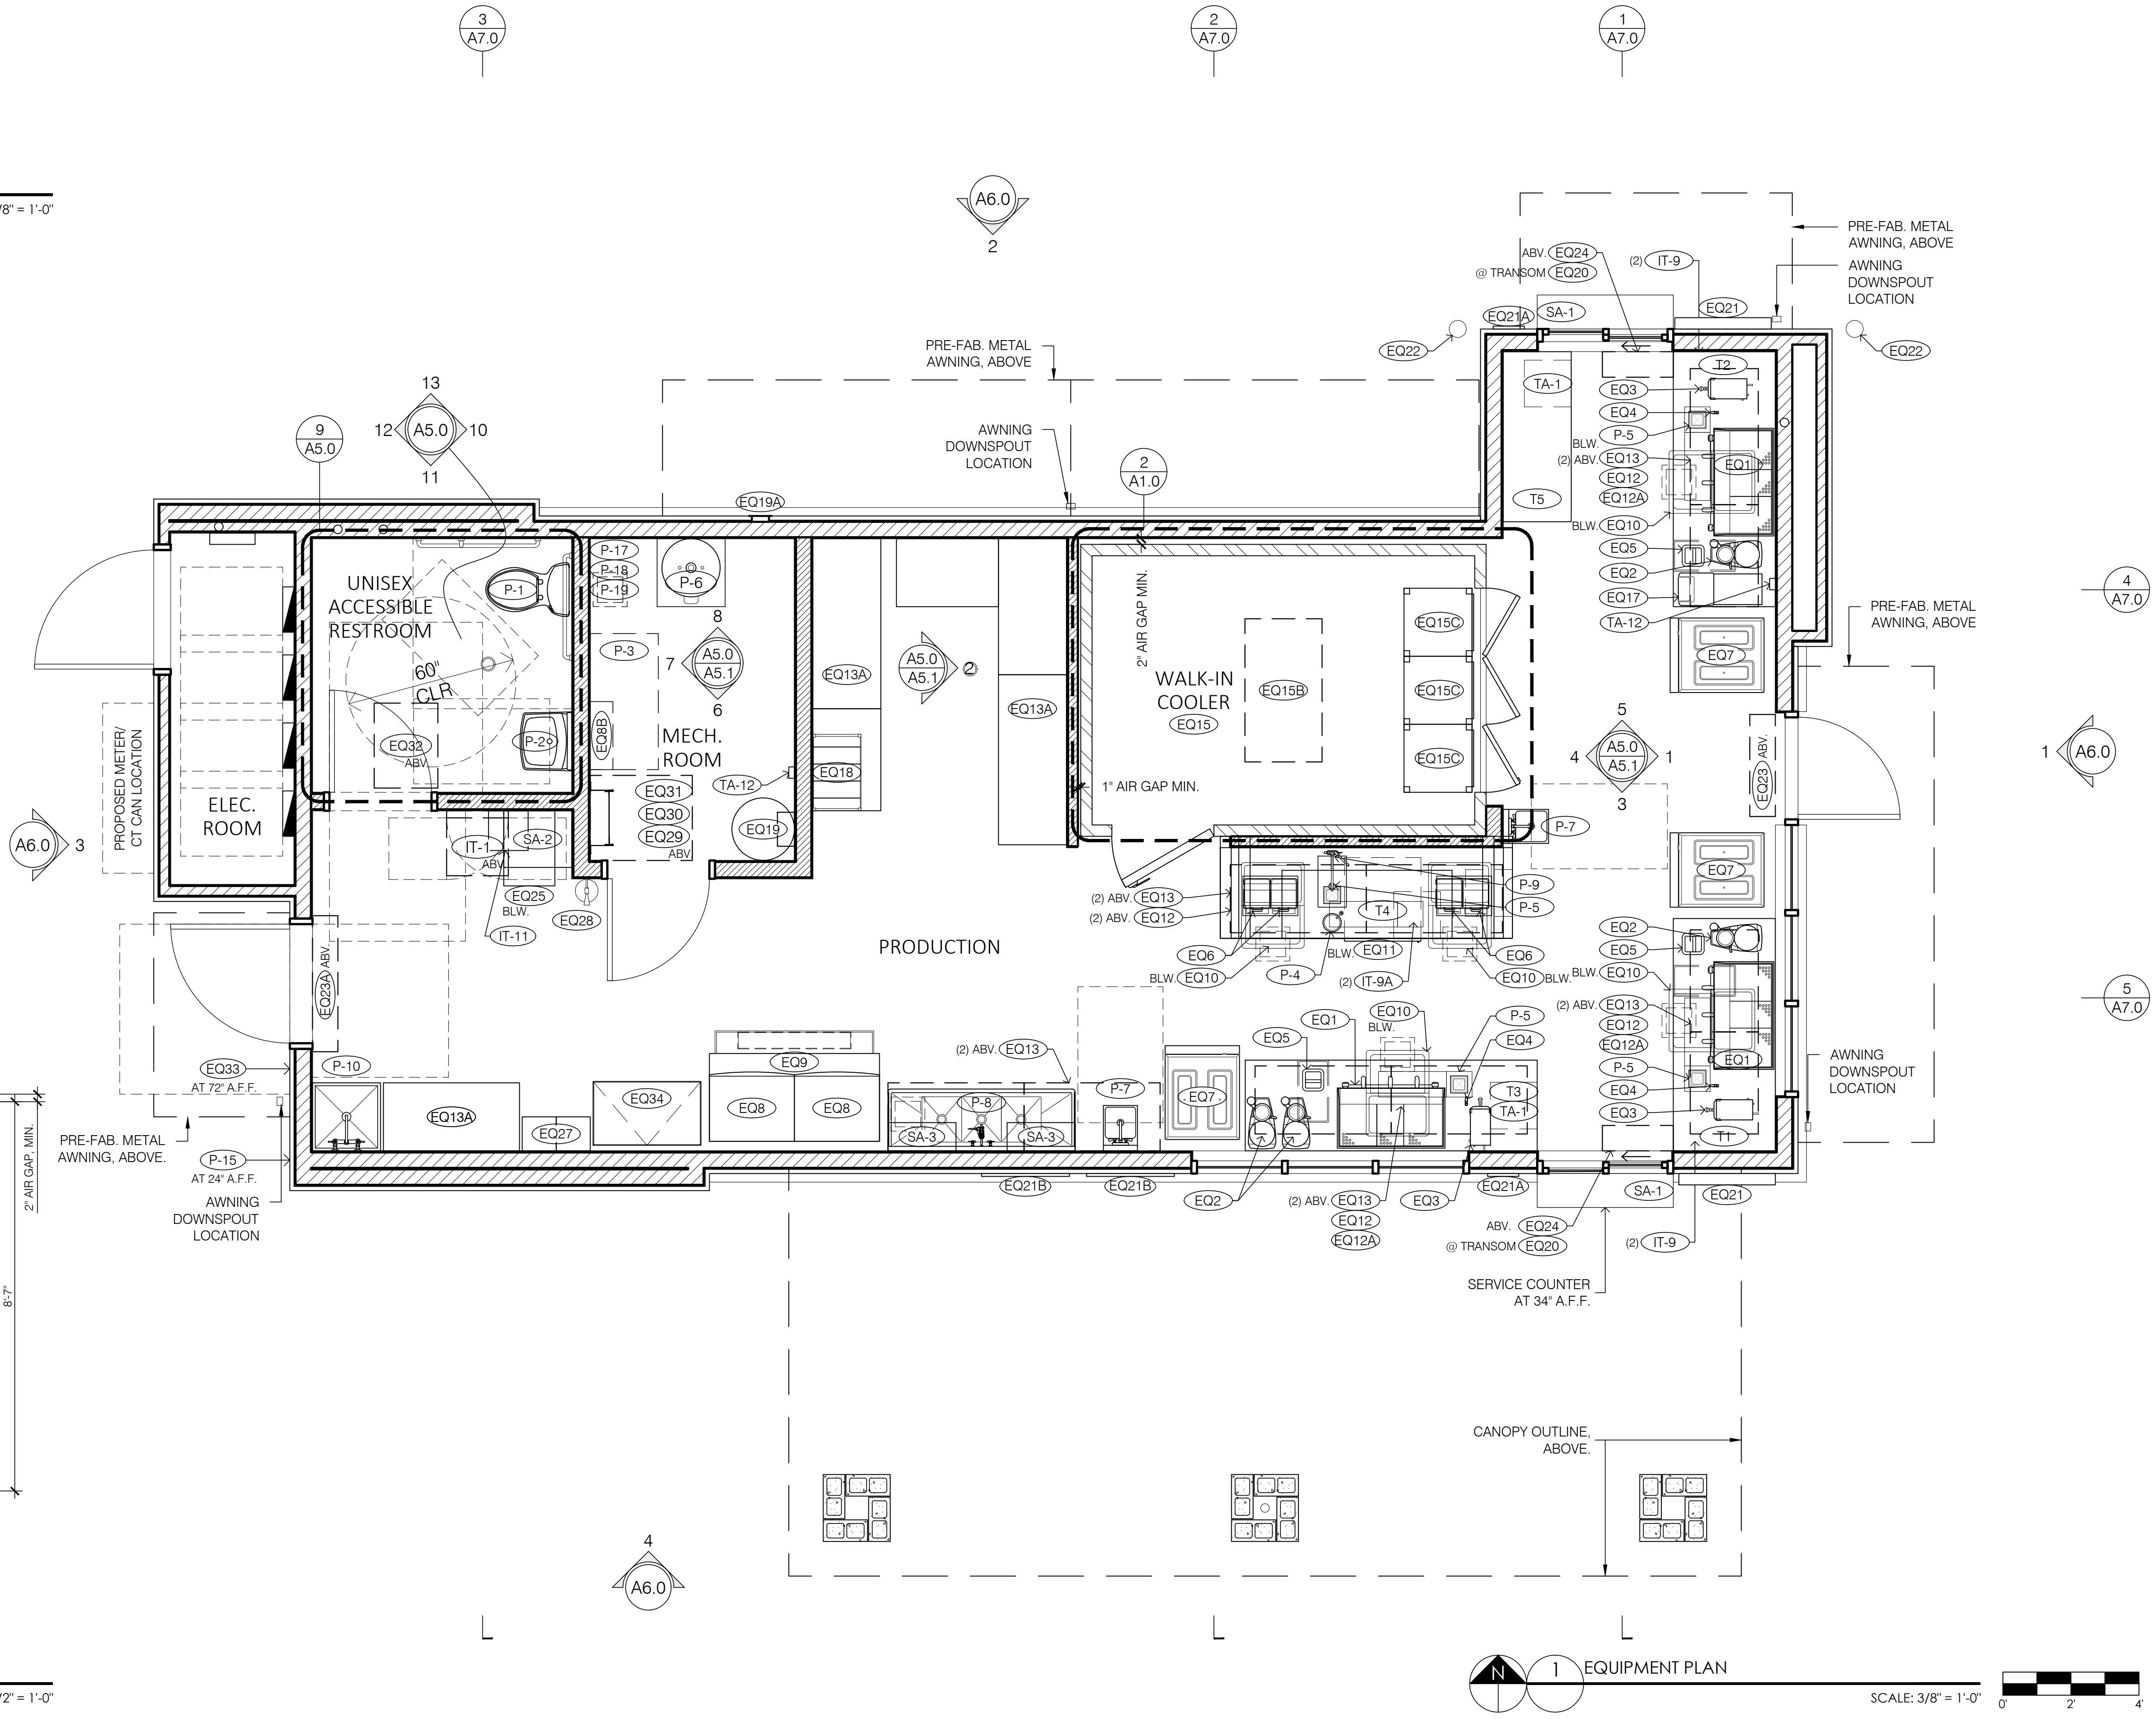 3
A7.0
2
A7.0
1
A7.0
/8" = 1'-0"
A6.0
2
PRE-FAB. METAL
AWNING, ABOVE
AWNING
DOWNSPOUT
LOCATION
ABV. EQ24
@ TRANSOM EQ20
(2) IT-9
EQ21A
SA-1
EQ21
EQ22
EQ22
PRE-FAB. METAL
AWNING, ABOVE
AWNING
DOWNSPOUT
LOCATION
13
12 A5.0 10
11
9
A5.0
2
A1.0
TA-1
T5
T2
EQ3
EQ4
P-5
BLW.
(2) ABV. EQ13
EQ12
EQ12A
EQ1
BLW. EQ10
EQ5
EQ2
EQ17
TA-12
EQ19A
UNISEX
ACCESSIBLE
RESTROOM
60"
CLR
P-1
P-2
EQ32
ABV.
P-17
P-18
P-19
P-6
P-3
8
7 A5.0
A5.1
6
EQ8B
MECH.
ROOM
TA-12
EQ31
EQ30
EQ29
ABV.
EQ19
EQ13A
EQ18
A5.0
A5.1
2
EQ13A
2" AIR GAP MIN.
WALK-IN
COOLER
EQ15
EQ15B
EQ15C
EQ15C
EQ15C
1" AIR GAP MIN.
EQ7
4
A7.0
PRE-FAB. METAL
AWNING, ABOVE
5
4 A5.0 1
A5.1
3
EQ23 ABV.
1 A6.0
PROPOSED METER/
CT CAN LOCATION
ELEC.
ROOM
A6.0 3
IT-1
ABV.
SA-2
EQ25
BLW.
IT-11
EQ28
P-7
EQ7
P-9
P-5
(2) ABV. EQ13
(2) ABV. EQ12
T4
EQ6
BLW. EQ10
P-4
BLW. EQ11
(2) IT-9A
EQ6
EQ10 BLW.
PRODUCTION
EQ2
EQ5
BLW. EQ10
(2) ABV. EQ13
EQ12
EQ12A
EQ1
P-5
EQ4
EQ3
T1
5
A7.0
AWNING
DOWNSPOUT
LOCATION
EQ23A ABV.
EQ33
AT 72" A.F.F.
PRE-FAB. METAL
AWNING, ABOVE.
P-15
AT 24" A.F.F.
AWNING
DOWNSPOUT
LOCATION
P-10
EQ13A
EQ27
EQ34
EQ9
EQ8
EQ8
(2) ABV. EQ13
P-8
SA-3
SA-3
P-7
EQ7
EQ5
EQ1
EQ10
BLW.
P-5
EQ4
T3
TA-1
EQ21B
EQ21B
EQ2
(2) ABV. EQ13
EQ12
EQ12A
EQ3
EQ21A
SA-1
EQ21
ABV. EQ24
@ TRANSOM EQ20
(2) IT-9
SERVICE COUNTER
AT 34" A.F.F.
2" AIR GAP, MIN.
8'-7"
CANOPY OUTLINE,
ABOVE.
4
A6.0
N
1
EQUIPMENT PLAN
SCALE: 3/8" = 1'-0"
0' 2' 4'
/2" = 1'-0"